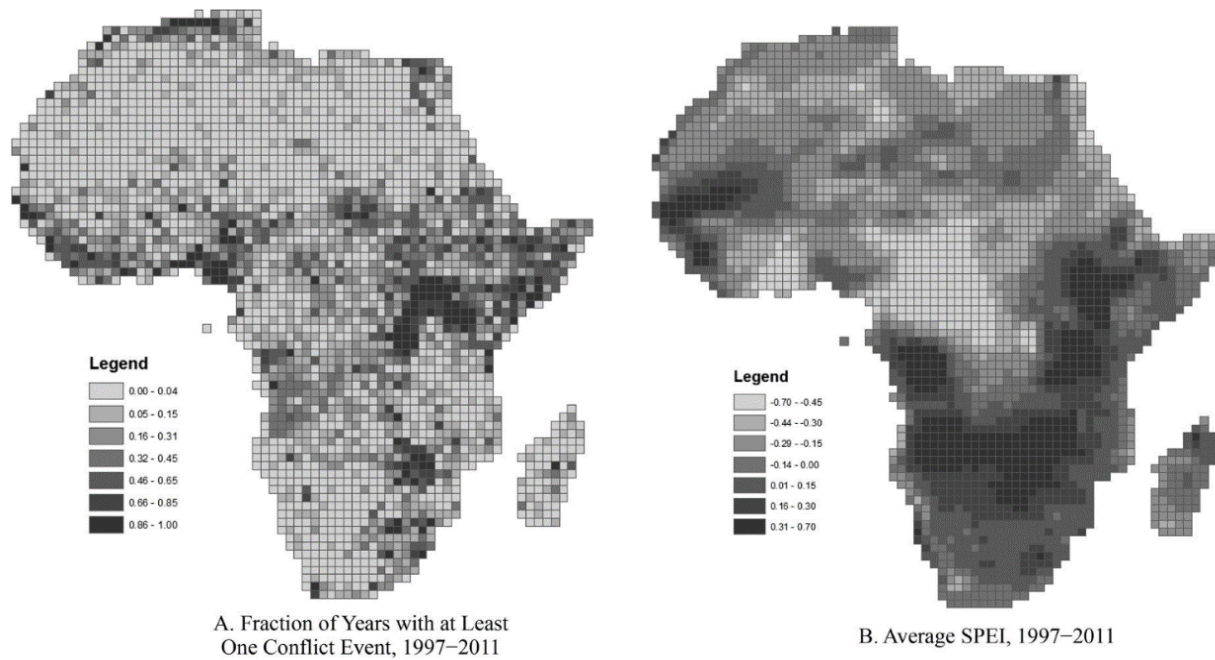 Legend
0.00 - 0.04
0.05 - 0.15
0.16 - 0.31
0.32 - 0.45
0.46 - 0.65
0.66 - 0.85
0.86 - 1.00
A. Fraction of Years with at Least
One Conflict Event, 1997−2011
Legend
-0.70 - -0.45
-0.44 - -0.30
-0.29 - -0.15
-0.14 - 0.00
0.01 - 0.15
0.16 - 0.30
0.31 - 0.70
B. Average SPEI, 1997−2011